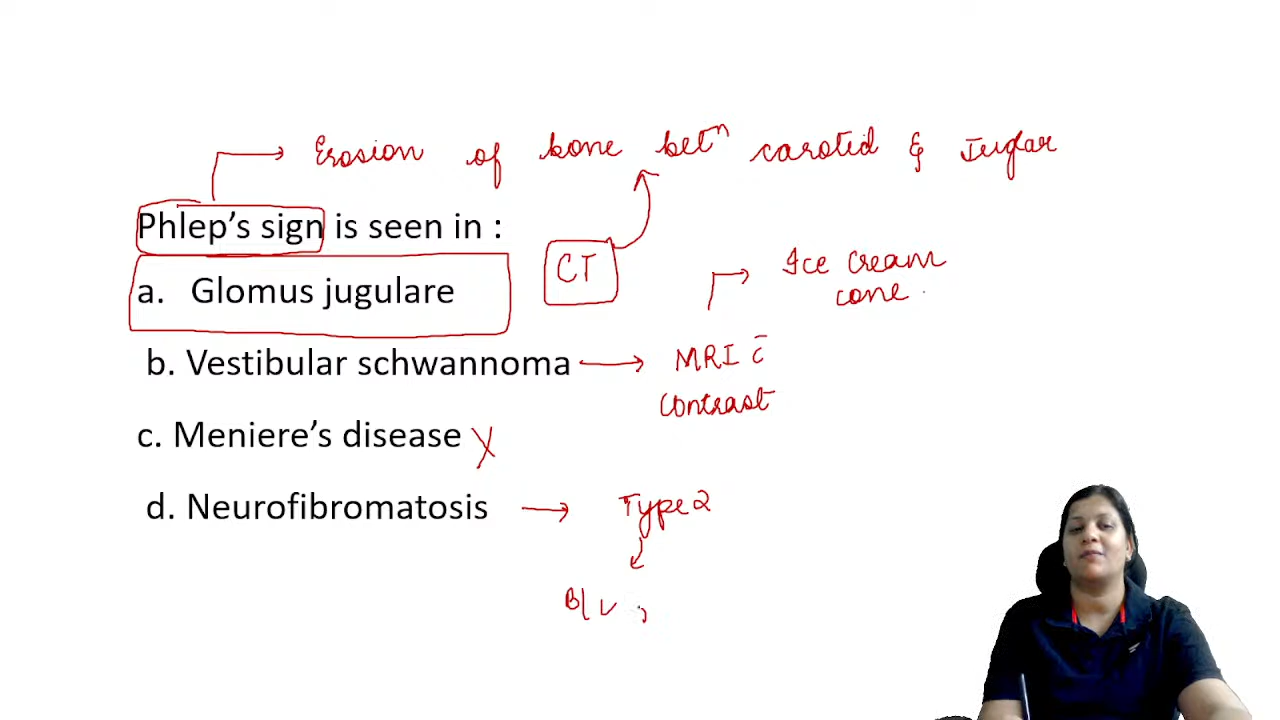 Erosion of bone betⁿ carotid & Juglar
Phlep's sign is seen in :
CT
a. Glomus jugulare
Ice cream
cone
b. Vestibular schwannoma → MRI c̄
contrast
c. Meniere's disease X
d. Neurofibromatosis → Type 2
B/L